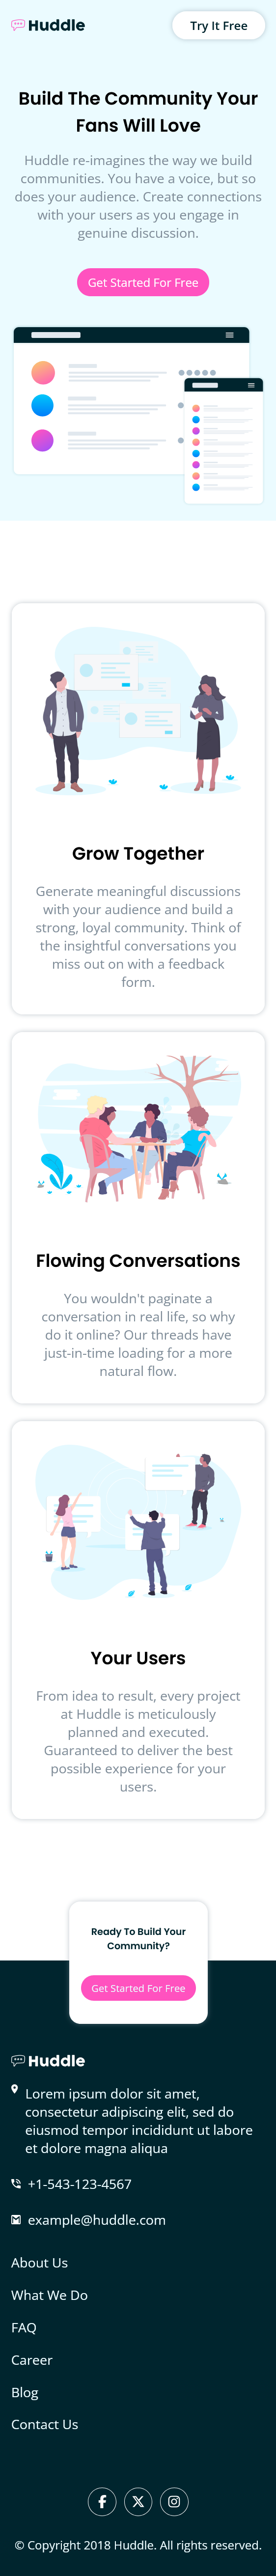 Huddle
Try It Free
Build The Community Your
Fans Will Love
Huddle re-imagines the way we build
communities. You have a voice, but so
does your audience. Create connections
with your users as you engage in
genuine discussion.
Get Started For Free
Grow Together
Generate meaningful discussions
with your audience and build a
strong, loyal community. Think of
the insightful conversations you
miss out on with a feedback
form.
Flowing Conversations
You wouldn't paginate a
conversation in real life, so why
do it online? Our threads have
just-in-time loading for a more
natural flow.
Your Users
From idea to result, every project
at Huddle is meticulously
planned and executed.
Guaranteed to deliver the best
possible experience for your
users.
Ready To Build Your
Community?
Get Started For Free
Huddle
Lorem ipsum dolor sit amet,
consectetur adipiscing elit, sed do
eiusmod tempor incididunt ut labore
et dolore magna aliqua
+1-543-123-4567
example@huddle.com
About Us
What We Do
FAQ
Career
Blog
Contact Us
© Copyright 2018 Huddle. All rights reserved.